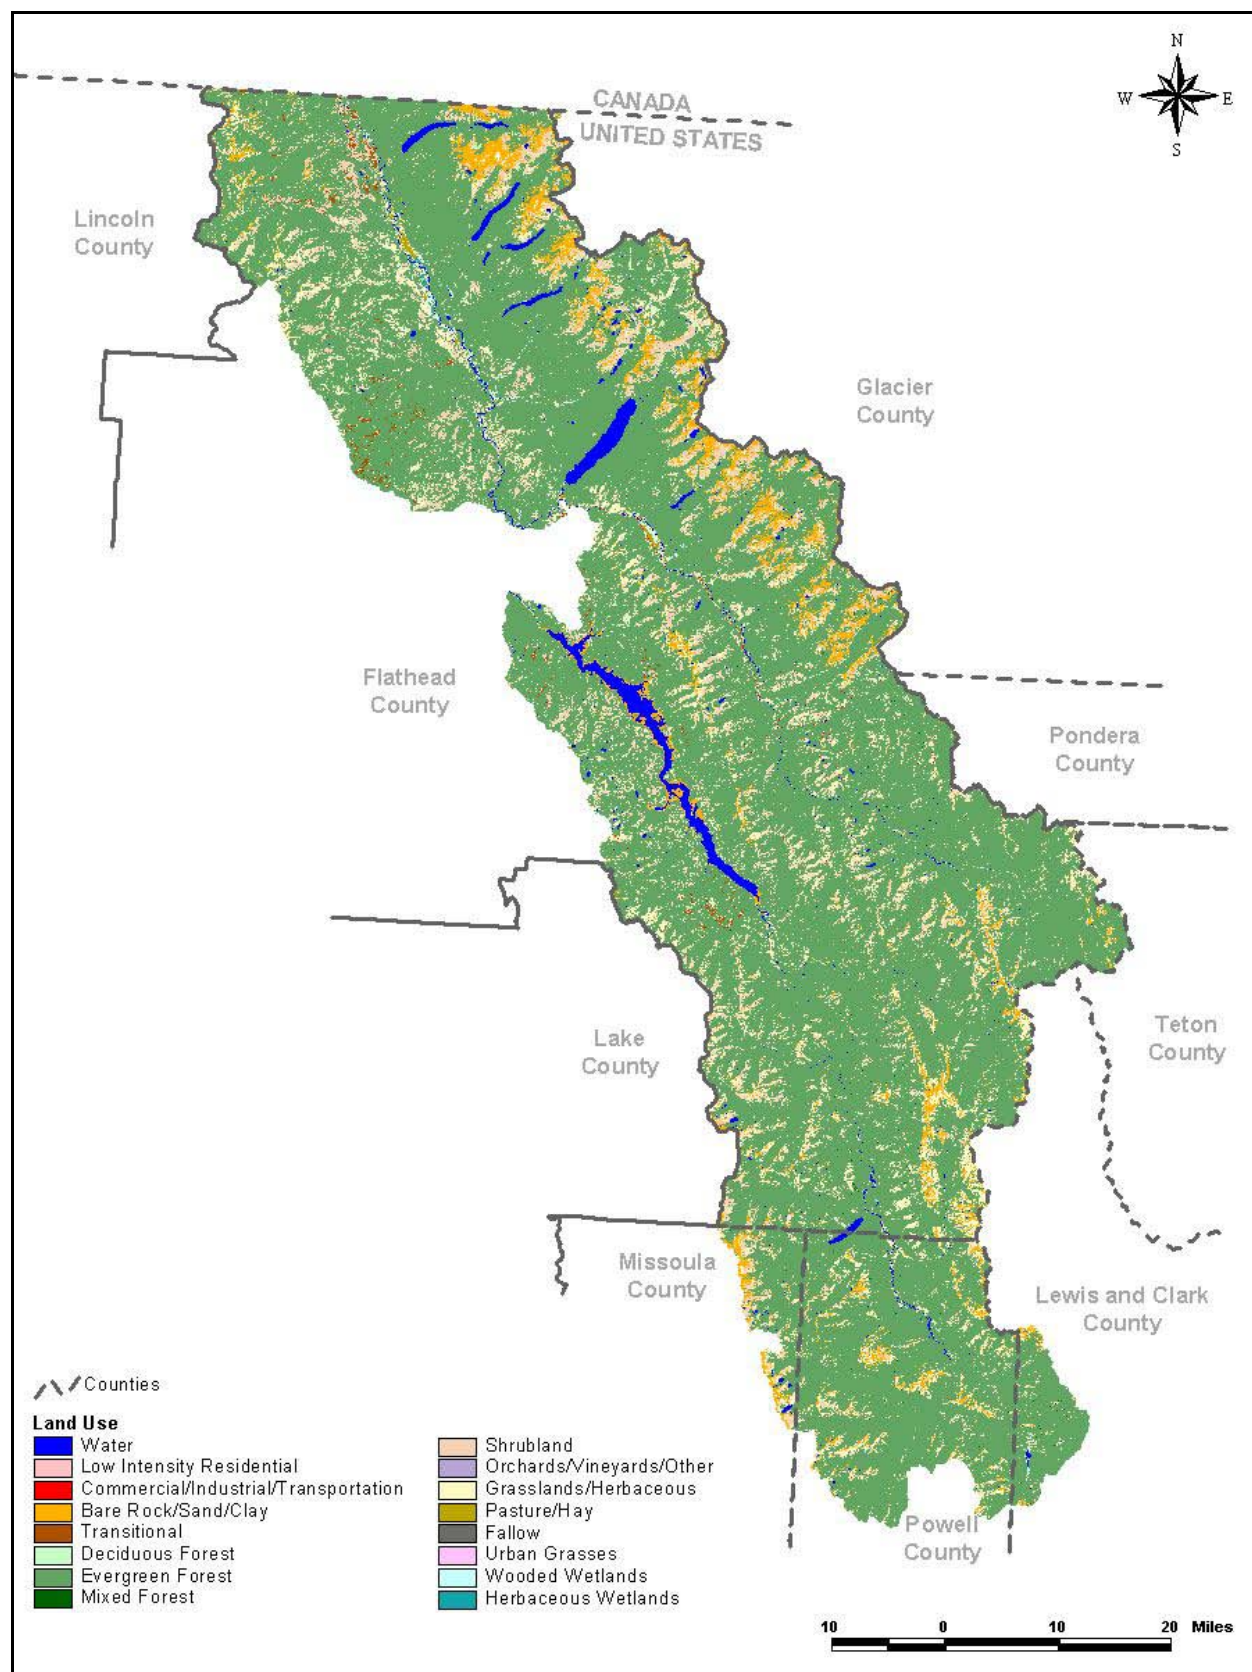 N
W E
S
CANADA
UNITED STATES
Lincoln
County
Glacier
County
Flathead
County
Pondera
County
Lake
County
Teton
County
Missoula
County
Lewis and Clark
County
Powell
County
Counties
Land Use
Water
Low Intensity Residential
Commercial/Industrial/Transportation
Bare Rock/Sand/Clay
Transitional
Deciduous Forest
Evergreen Forest
Mixed Forest
Shrubland
Orchards/Vineyards/Other
Grasslands/Herbaceous
Pasture/Hay
Fallow
Urban Grasses
Wooded Wetlands
Herbaceous Wetlands
10 0 10 20 Miles